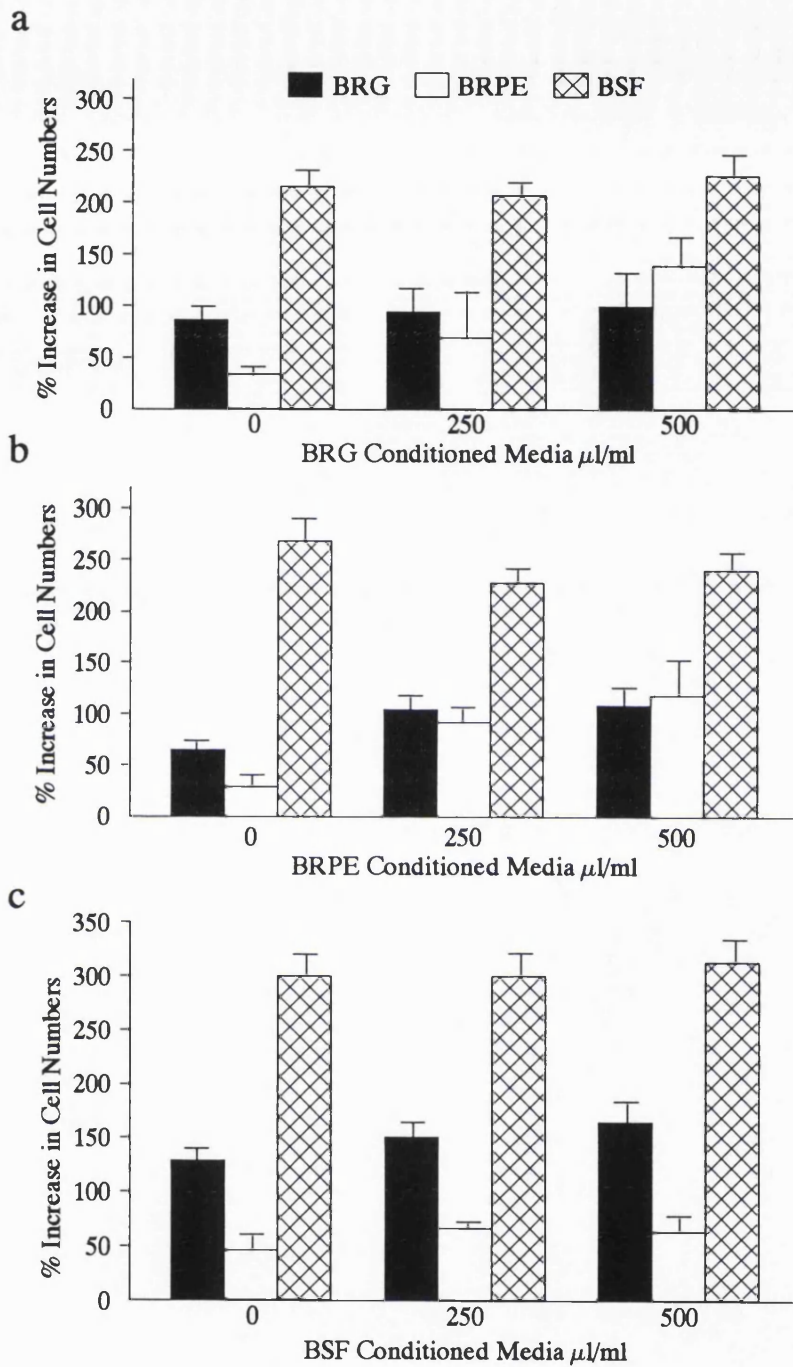 a
BRG BRPE BSF
% Increase in Cell Numbers
300
250
200
150
100
50
0
0 250 500
BRG Conditioned Media μl/ml
b
% Increase in Cell Numbers
300
250
200
150
100
50
0
0 250 500
BRPE Conditioned Media μl/ml
c
% Increase in Cell Numbers
350
300
250
200
150
100
50
0
0 250 500
BSF Conditioned Media μl/ml